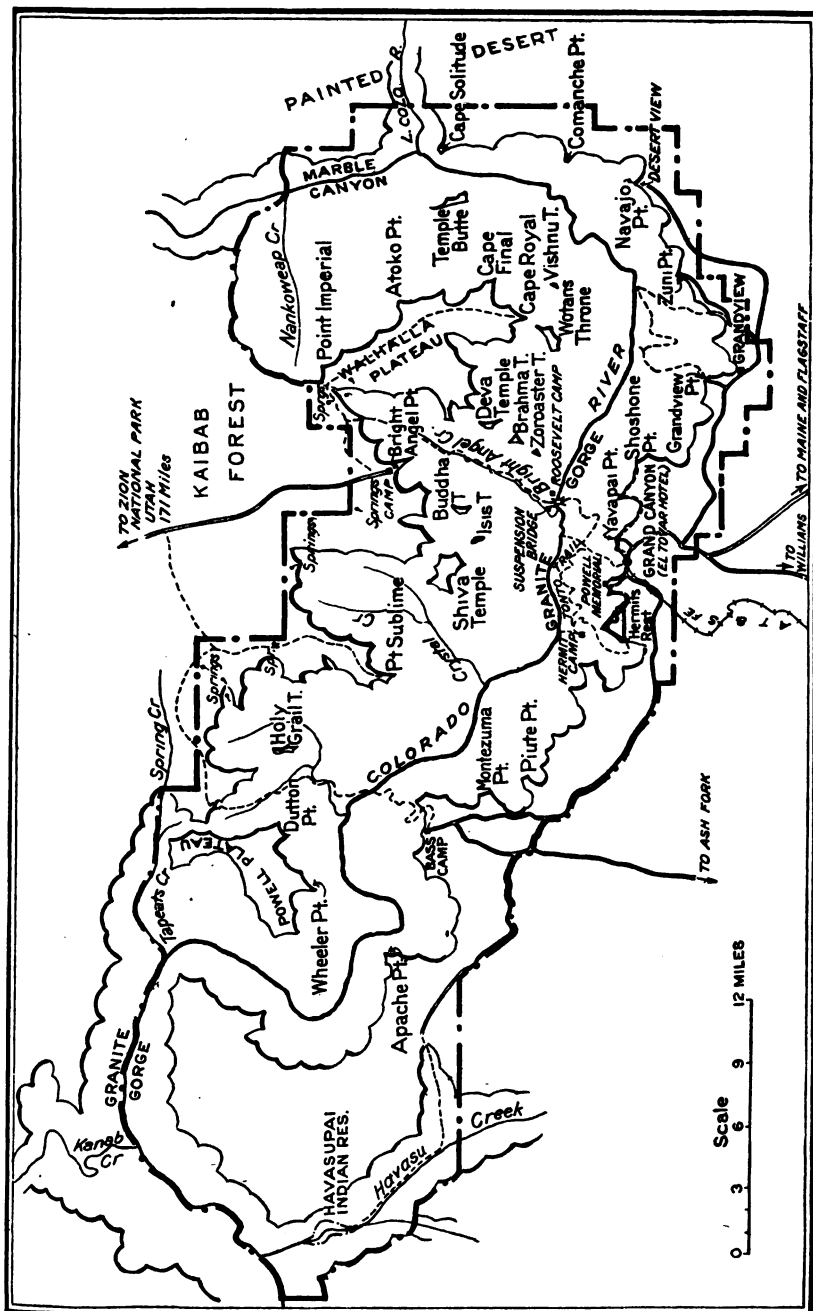 PAINTED
DESERT
L. COLO. R.
Cape Solitude
Comanche Pt.
DESERT VIEW
MARBLE
CANYON
Nankoweap Cr
Point Imperial
Atoko Pt.
Temple
Butte
Cape
Final
Cape Royal
Vishnu T.
Wotans
Throne
Navajo
Pt.
Zuni Pt.
GRANDVIEW
Grandview
Pt.
WALHALLA
PLATEAU
KAIBAB
FOREST
TO ZION
NATIONAL PARK
UTAH
171 Miles
Springs
Bright
Angel Pt.
Springs
CAMP
Deva
Temple
Brahma T.
Zoroaster T.
Bright Angel Cr
ROOSEVELT CAMP
Buddha
T
Isis T
Shiva
Temple
SUSPENSION
BRIDGE
GRANITE GORGE
RIVER
Shoshone
Pt.
Yavapai Pt.
GRAND CANYON
(EL TOVAR HOTEL)
TO MAINE AND FLAGSTAFF
TO
WILLIAMS
TONTO TRAIL
POWELL
MEMORIAL
HERMIT
CAMP
Hermits
Rest
A T & S FE
Springs
Pt Sublime
Crystal
Cr
Springs
Spr
Holy
Grail T.
COLORADO
Montezuma
Pt.
Piute Pt.
Spring Cr
Dutton
Pt.
BASS
CAMP
TO ASH FORK
POWELL PLATEAU
Tapeats Cr
Wheeler Pt.
Apache Pt.
GRANITE
GORGE
Kanab
Cr
HAVASUPAI
INDIAN RES.
Havasu Creek
Scale
0 3 6 9 12 MILES